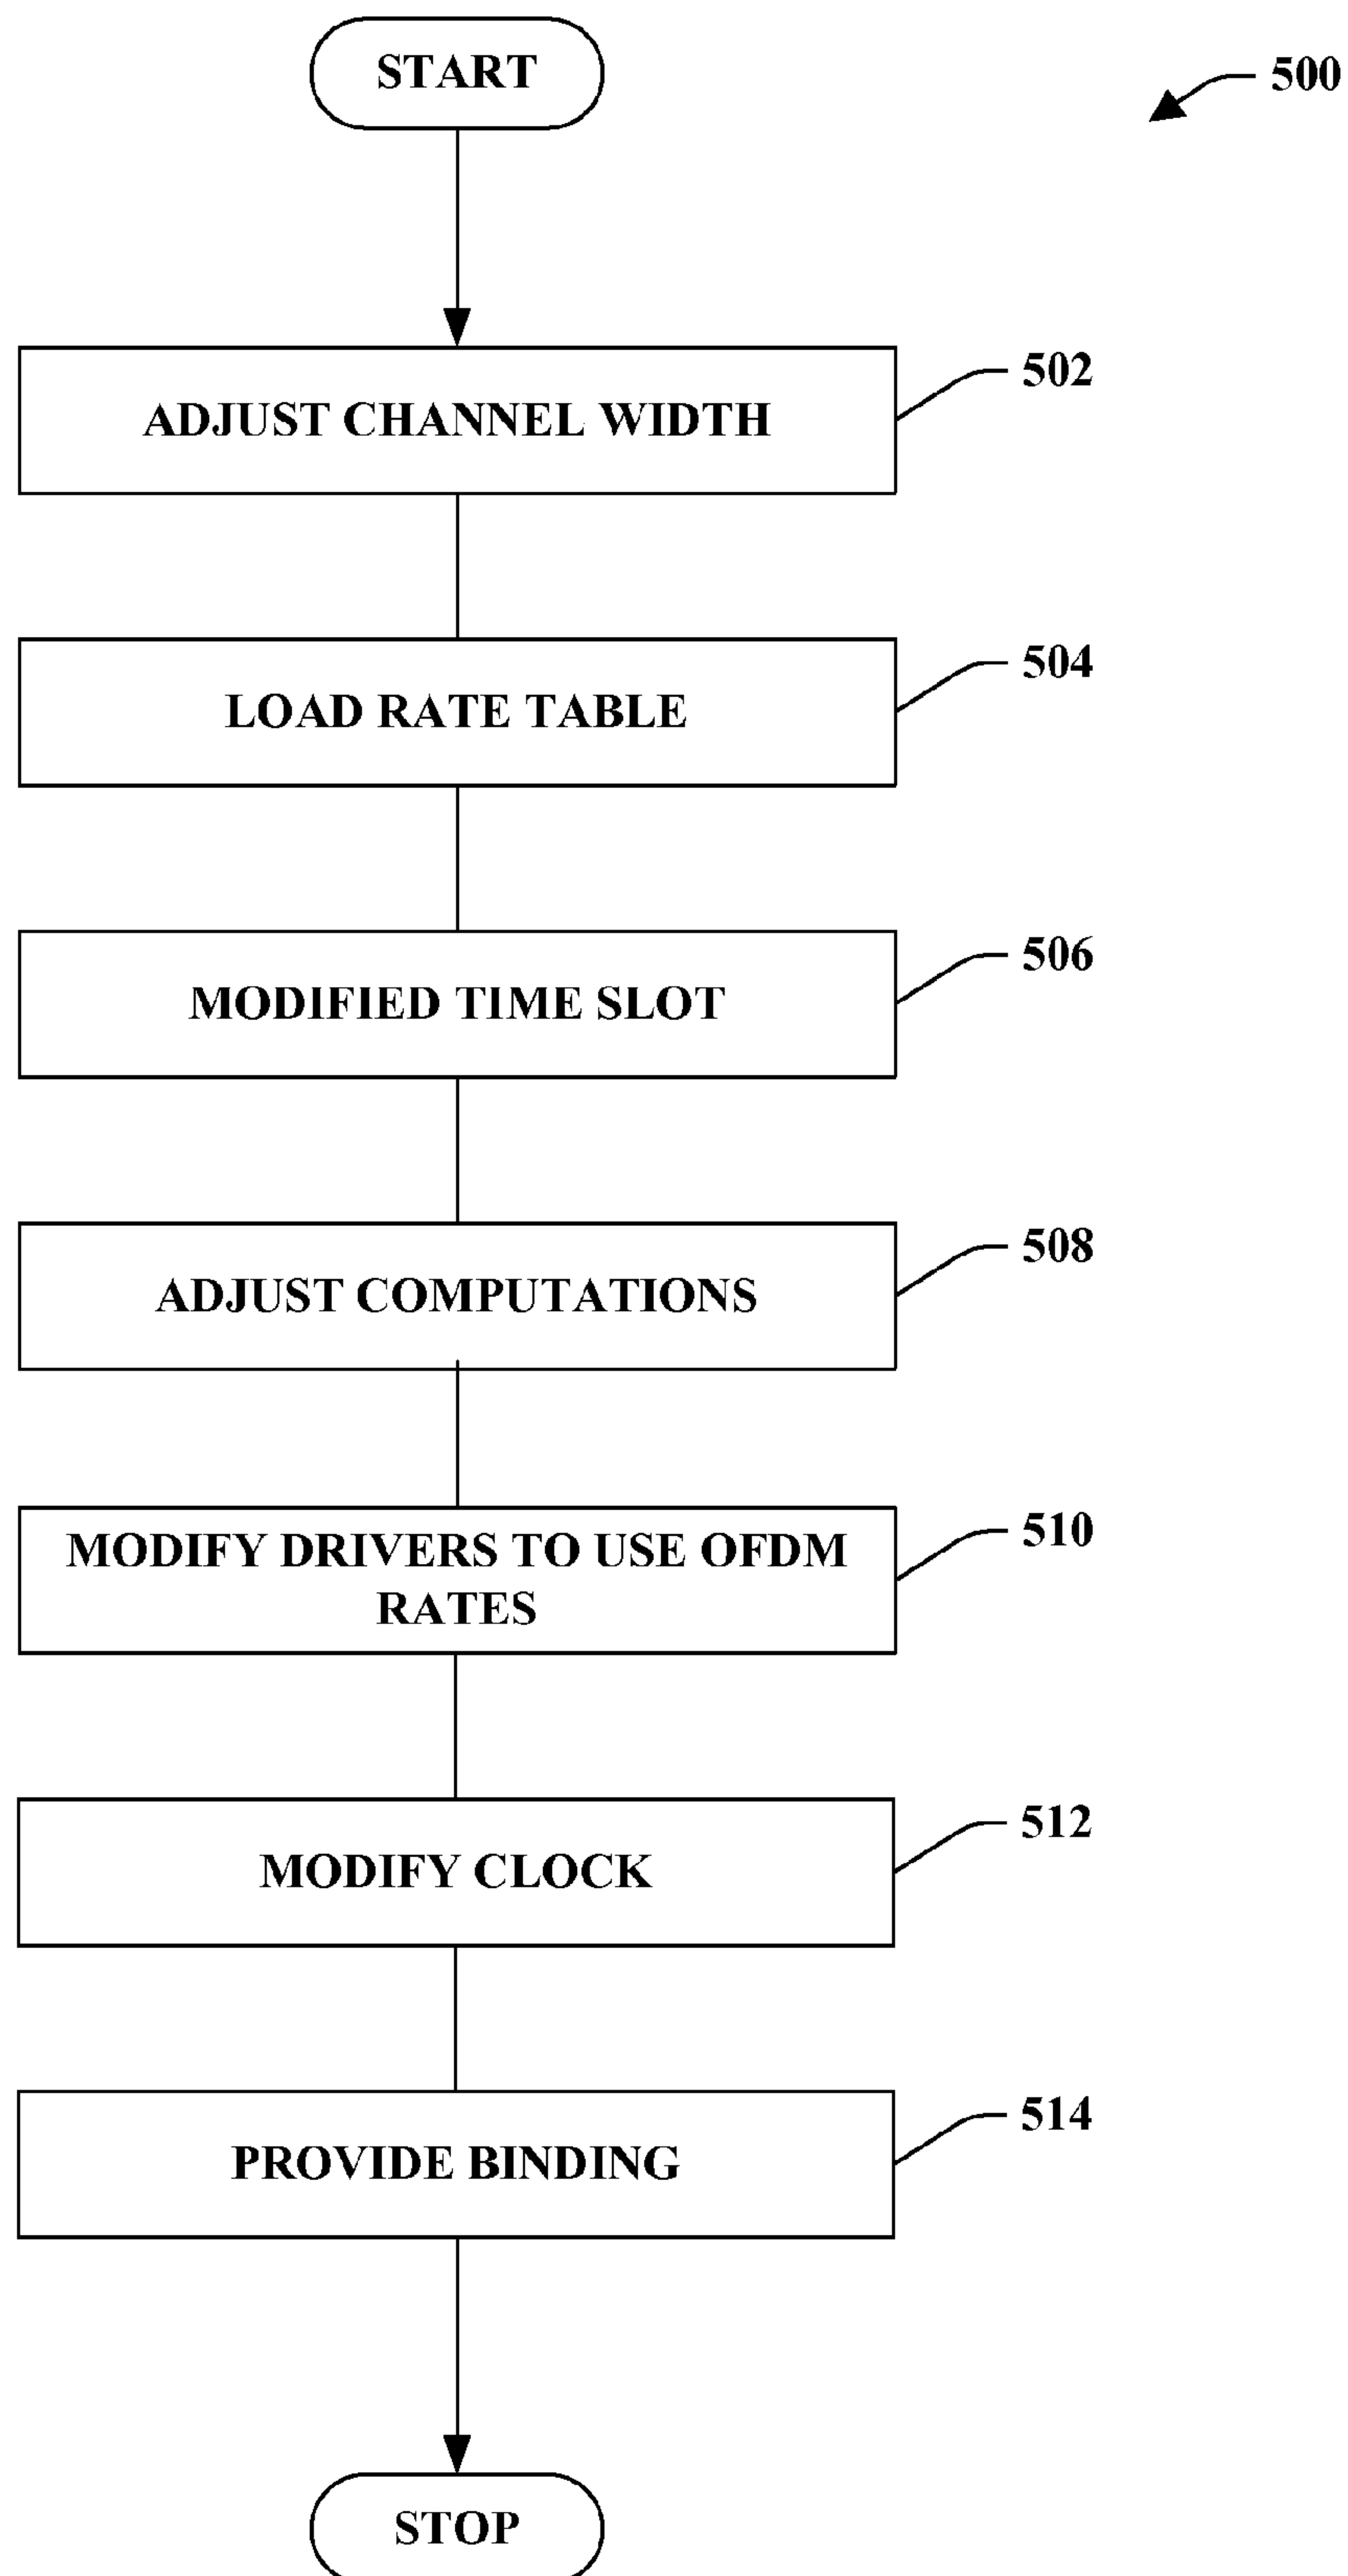 START
500
ADJUST CHANNEL WIDTH
502
LOAD RATE TABLE
504
MODIFIED TIME SLOT
506
ADJUST COMPUTATIONS
508
MODIFY DRIVERS TO USE OFDM
RATES
510
MODIFY CLOCK
512
PROVIDE BINDING
514
STOP